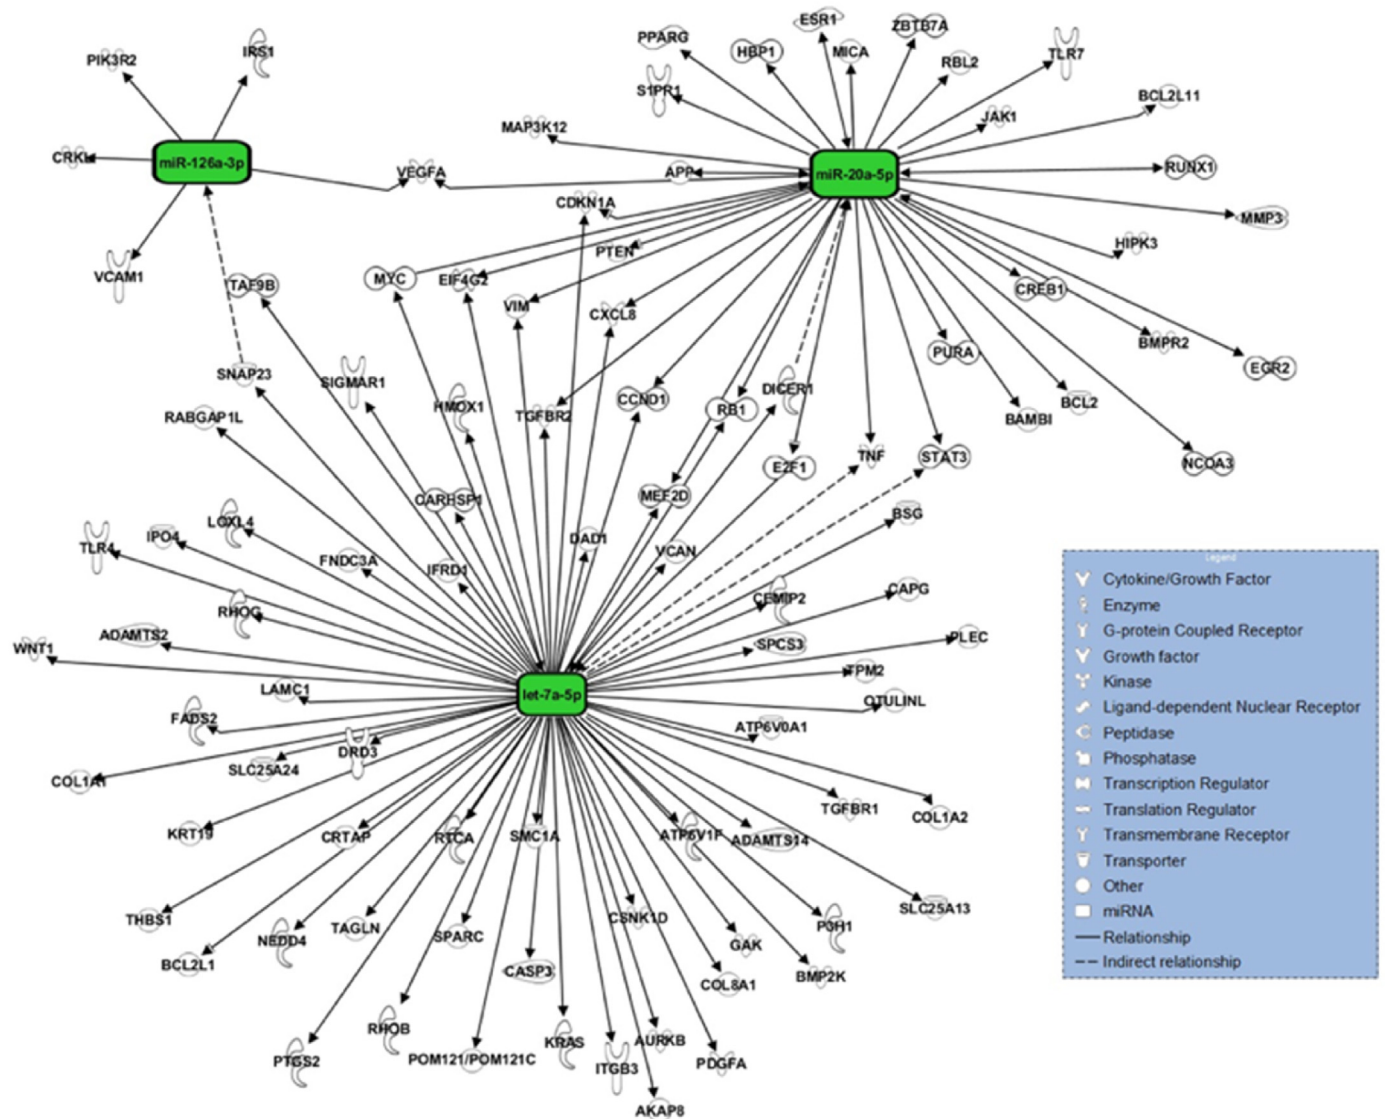 ESR1
ZBTB7A
PPARG
HBP1
MICA
IRS1
PIK3R2
TLR7
RBL2
S1PR1
BCL2L11
JAK1
MAP3K12
CRKL
miR-126a-3p
VEGFA
APP
miR-20a-5p
RUNX1
CDKN1A
MMP3
HIPK3
PTEN
VCAM1
TAF9B
MYC
EIF4G2
VIM
CXCL8
CREB1
BMPR2
PURA
EGR2
SNAP23
SIGMAR1
HMOX1
TGFBR2
CCND1
RB1
DICER1
BCL2
BAMBI
RABGAP1L
E2F1
TNF
STAT3
NCOA3
CARHSP1
MEF2D
BSG
LOXL4
IPO4
TLR4
FNDC3A
IFRD1
DAD1
VCAN
RHOG
CEMIP2
CAPG
ADAMTS2
WNT1
SPCS3
PLEC
LAMC1
let-7a-5p
TPM2
OTULINL
FADS2
ATP6V0A1
DRD3
SLC25A24
COL1A1
TGFBR1
COL1A2
KRT19
CRTAP
RTCA
SMC1A
ATP6V1F
ADAMTS14
THBS1
TAGLN
NEDD4
SPARC
CSNK1D
GAK
P3H1
SLC25A13
BCL2L1
CASP3
COL8A1
BMP2K
PTGS2
RHOB
POM121/POM121C
KRAS
ITGB3
AURKB
PDGFA
AKAP8
Legend
Cytokine/Growth Factor
Enzyme
G-protein Coupled Receptor
Growth factor
Kinase
Ligand-dependent Nuclear Receptor
Peptidase
Phosphatase
Transcription Regulator
Translation Regulator
Transmembrane Receptor
Transporter
Other
miRNA
Relationship
Indirect relationship